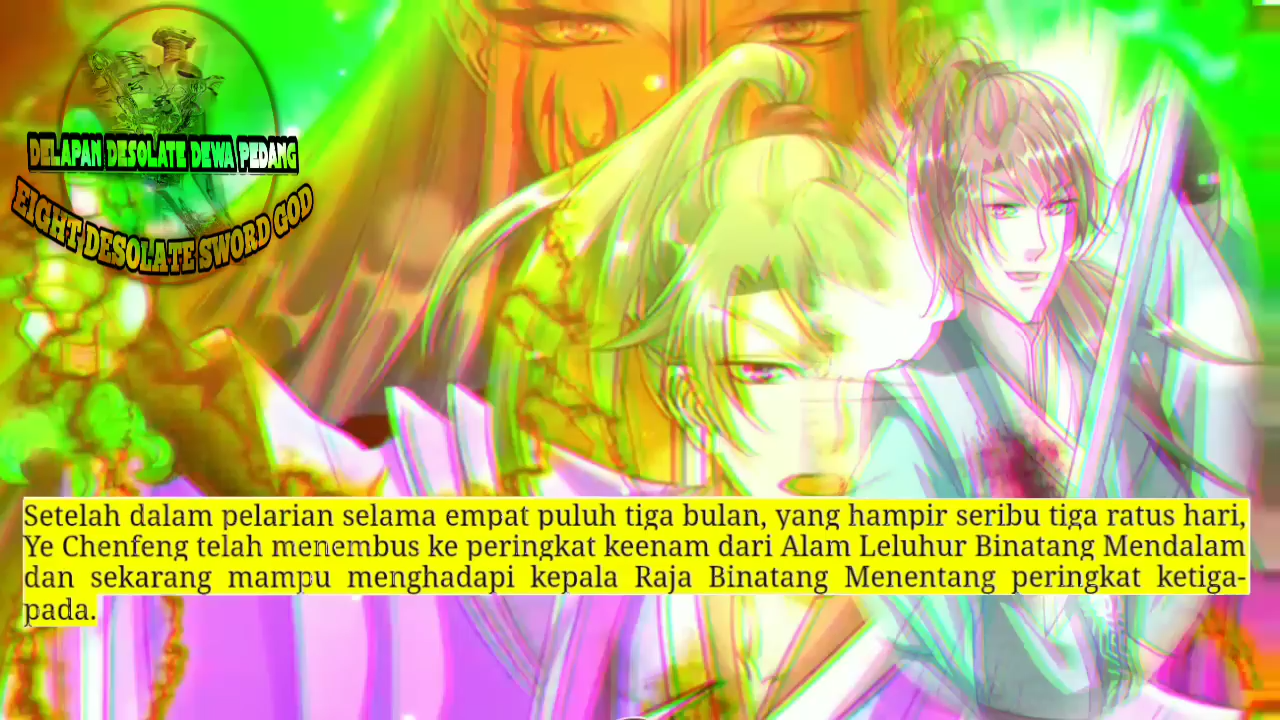 DELAPAN DESOLATE DEWA PEDANG
EIGHT DESOLATE SWORD GOD
Setelah dalam pelarian selama empat puluh tiga bulan, yang hampir seribu tiga ratus hari,
Ye Chenfeng telah menembus ke peringkat keenam dari Alam Leluhur Binatang Mendalam
dan sekarang mampu menghadapi kepala Raja Binatang Menentang peringkat ketiga-
pada.